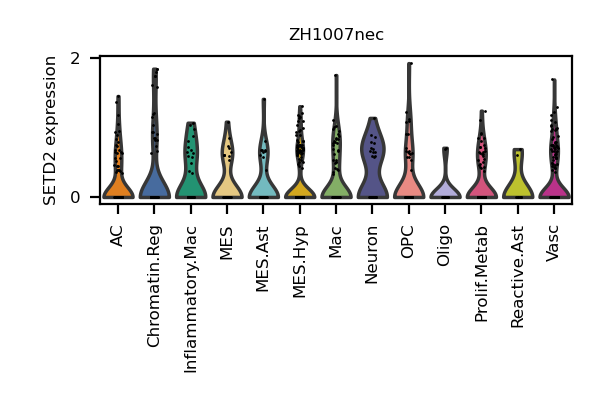 ZH1007nec
SETD2 expression
2
0
AC
Chromatin.Reg
Inflammatory.Mac
MES
MES.Ast
MES.Hyp
Mac
Neuron
OPC
Oligo
Prolif.Metab
Reactive.Ast
Vasc